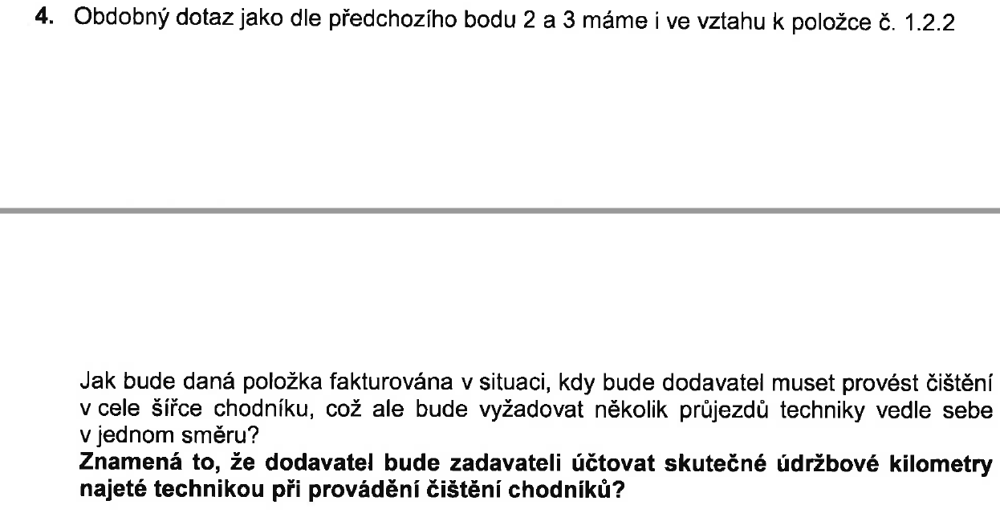 4. Obdobný dotaz jako dle předchozího bodu 2 a 3 máme i ve vztahu k položce č. 1.2.2
Jak bude daná položka fakturována v situaci, kdy bude dodavatel muset provést čištění
v cele šířce chodníku, což ale bude vyžadovat několik průjezdů techniky vedle sebe
v jednom směru?
Znamená to, že dodavatel bude zadavateli účtovat skutečné údržbové kilometry
najeté technikou při provádění čištění chodníků?